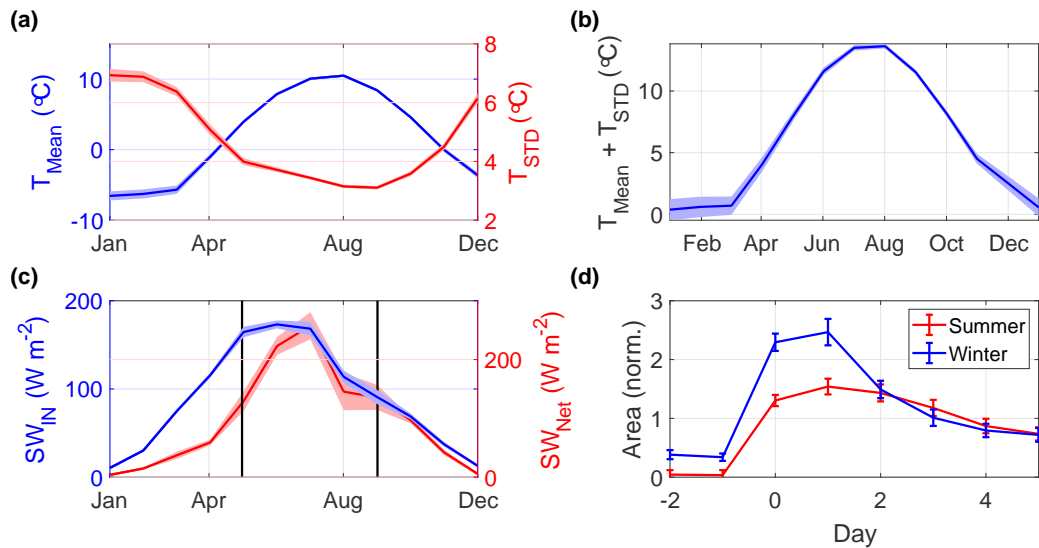 (a)
T_Mean (°C)
10
0
-10
8
6
4
2
T_STD (°C)
Jan Apr Aug Dec
(b)
T_Mean + T_STD (°C)
10
5
0
Feb Apr Jun Aug Oct Dec
(c)
SW_IN (W m^-2)
200
100
0
200
0
SW_Net (W m^-2)
Jan Apr Aug Dec
(d)
Area (norm.)
3
2
1
0
Summer
Winter
-2 0 2 4
Day